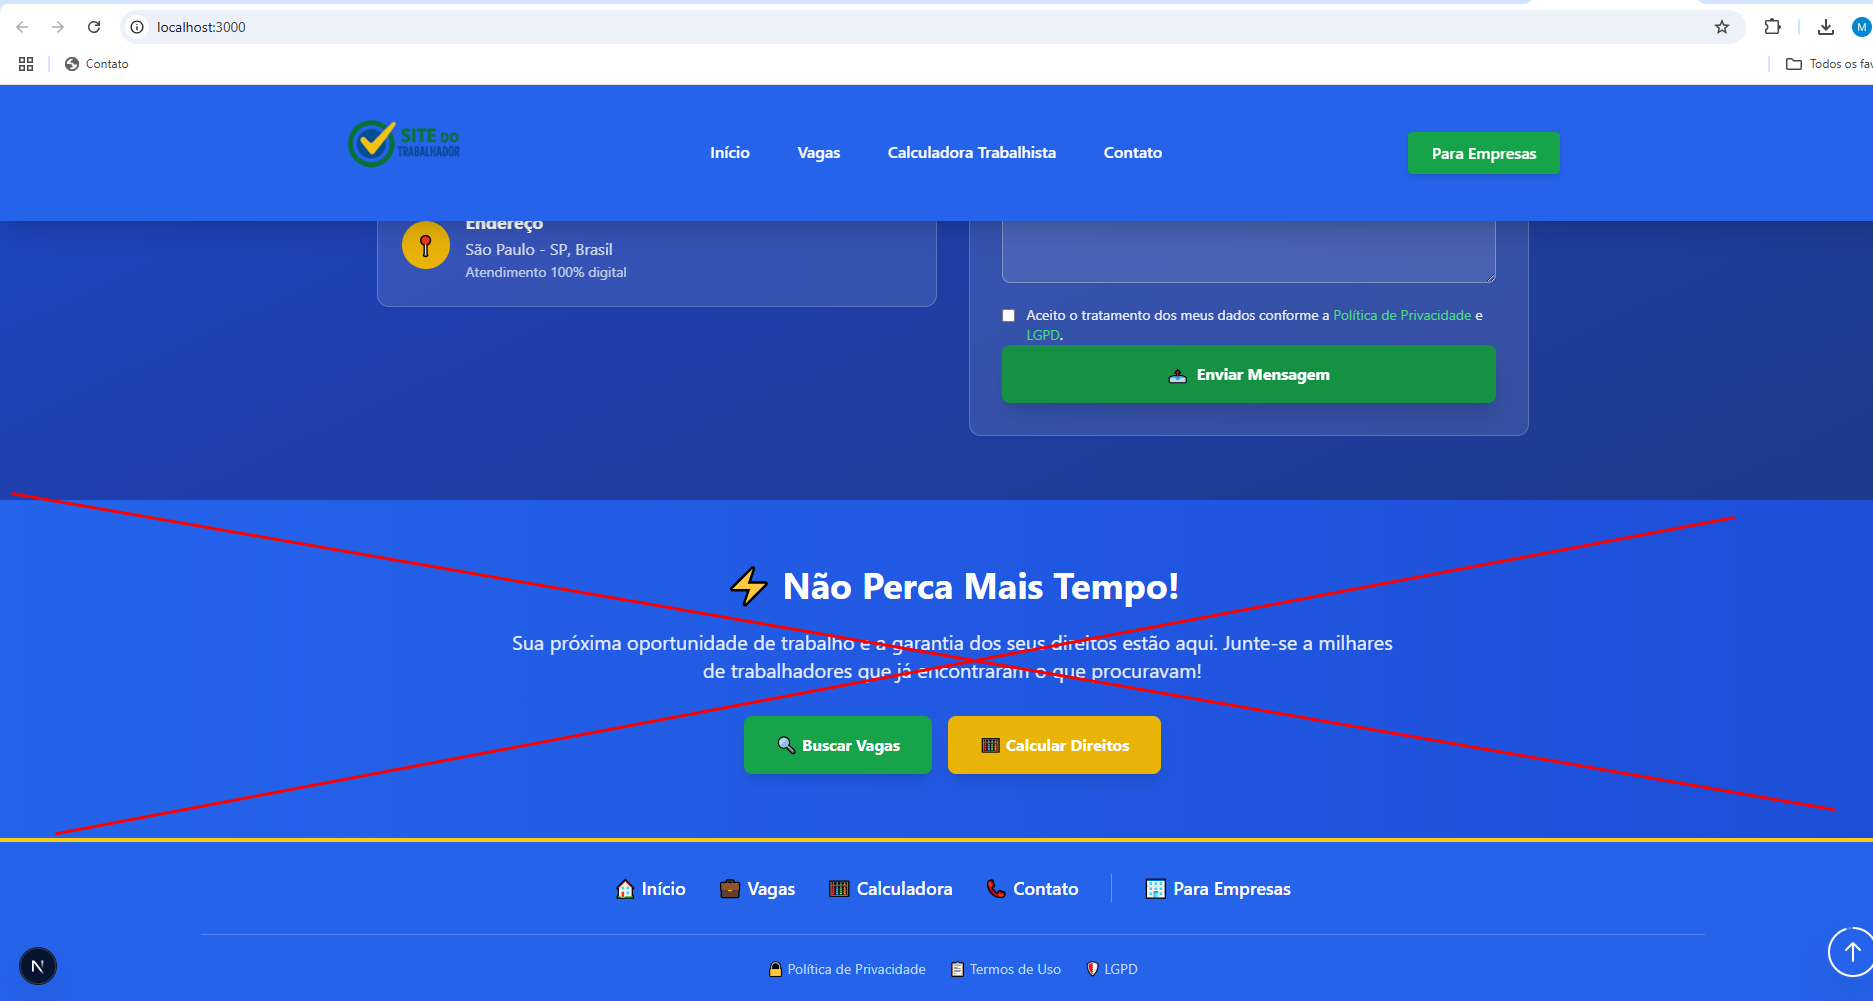 localhost:3000
M
Contato
Todos os fav
SITE DO
TRABALHADOR
Início
Vagas
Calculadora Trabalhista
Contato
Para Empresas
Endereço
São Paulo - SP, Brasil
Atendimento 100% digital
Aceito o tratamento dos meus dados conforme a Política de Privacidade e
LGPD.
Enviar Mensagem
Não Perca Mais Tempo!
Sua próxima oportunidade de trabalho e a garantia dos seus direitos estão aqui. Junte-se a milhares
de trabalhadores que já encontraram o que procuravam!
Buscar Vagas
Calcular Direitos
Início
Vagas
Calculadora
Contato
Para Empresas
N
Política de Privacidade
Termos de Uso
LGPD